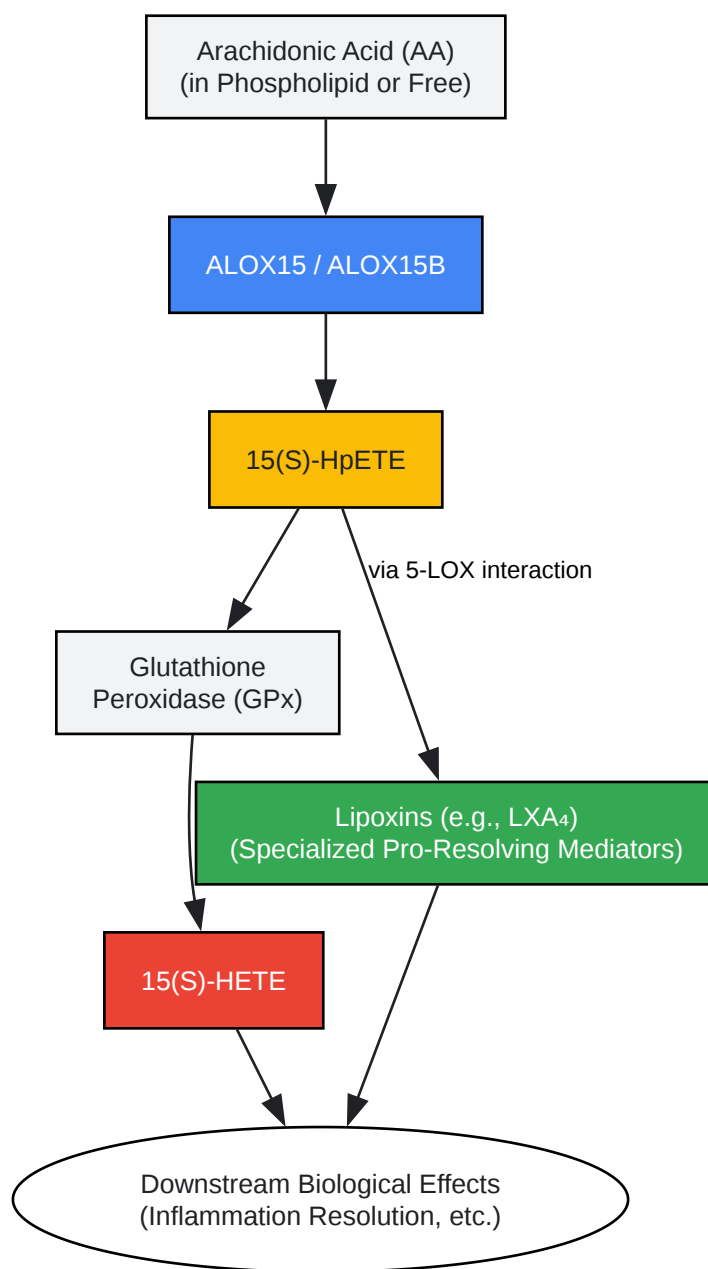 Arachidonic Acid (AA)
(in Phospholipid or Free)
ALOX15 / ALOX15B
15(S)-HpETE
via 5-LOX interaction
Glutathione
Peroxidase (GPx)
Lipoxins (e.g., LXA₄)
(Specialized Pro-Resolving Mediators)
15(S)-HETE
Downstream Biological Effects
(Inflammation Resolution, etc.)